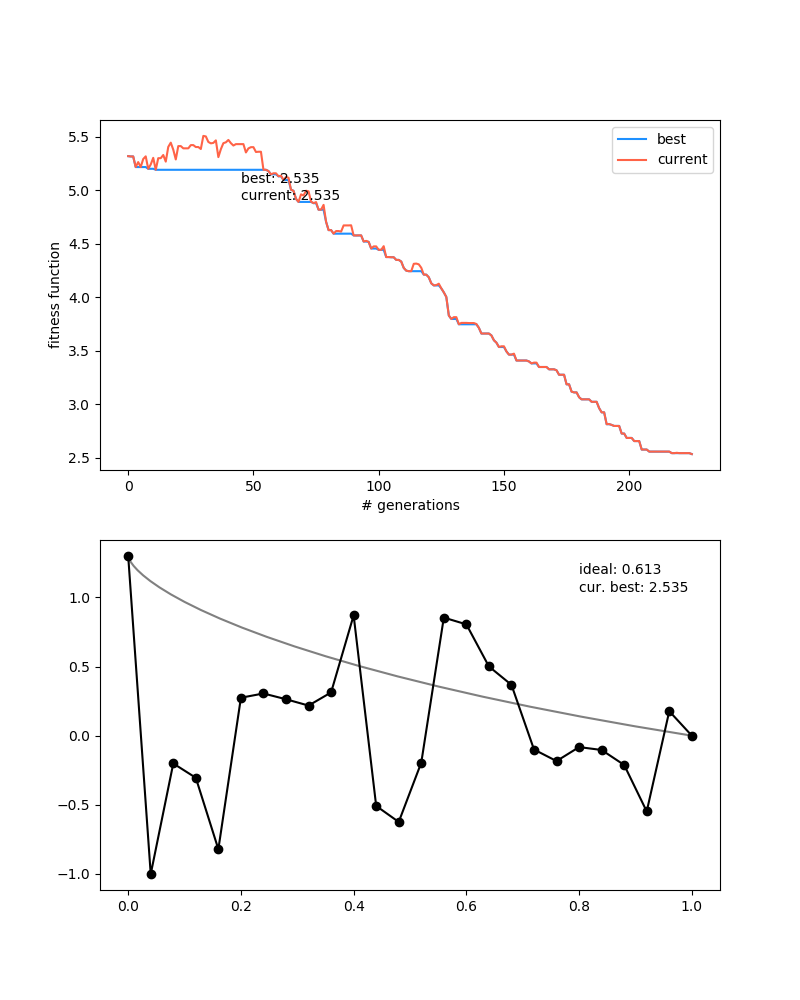 5.5
5.0
4.5
4.0
3.5
3.0
2.5
fitness function
best
current
best: 2.535
current: 2.535
0
50
100
150
200
# generations
ideal: 0.613
cur. best: 2.535
1.0
0.5
0.0
−0.5
−1.0
0.0
0.2
0.4
0.6
0.8
1.0